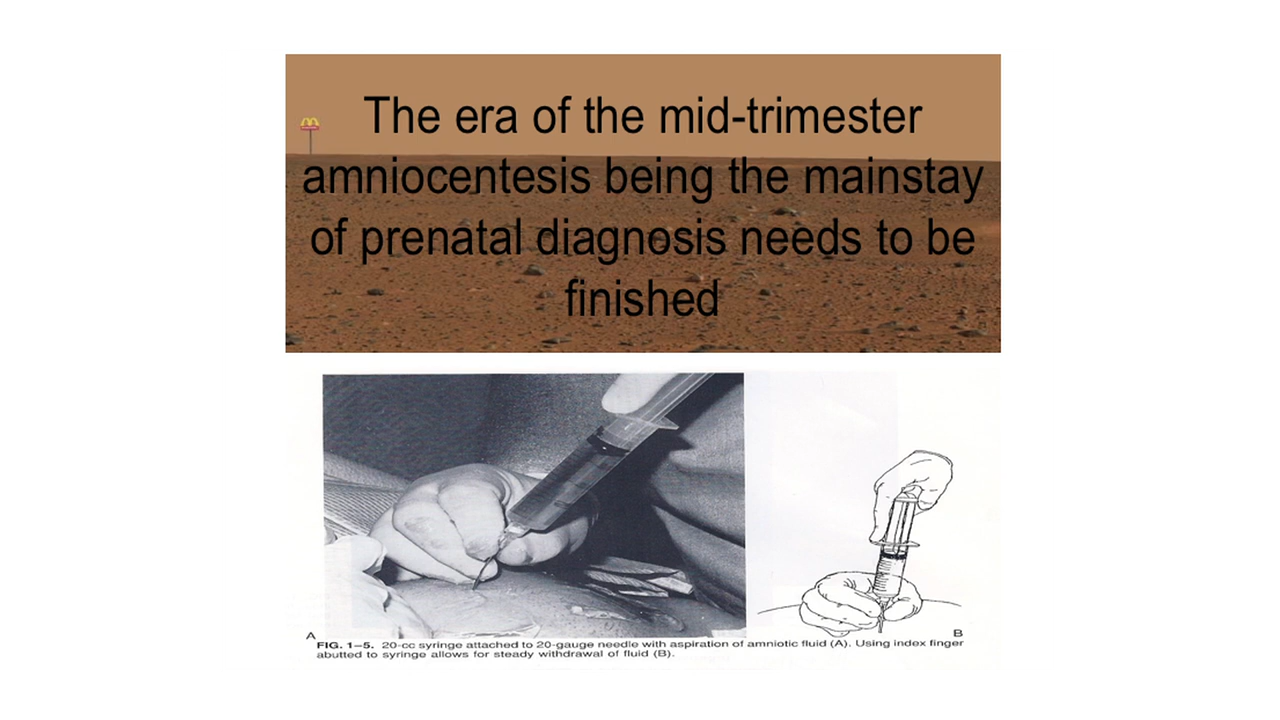 The era of the mid-trimester
amniocentesis being the mainstay
of prenatal diagnosis needs to be
finished
A
B
FIG. 1–5. 20-cc syringe attached to 20-gauge needle with aspiration of amniotic fluid (A). Using index finger
abutted to syringe allows for steady withdrawal of fluid (B).